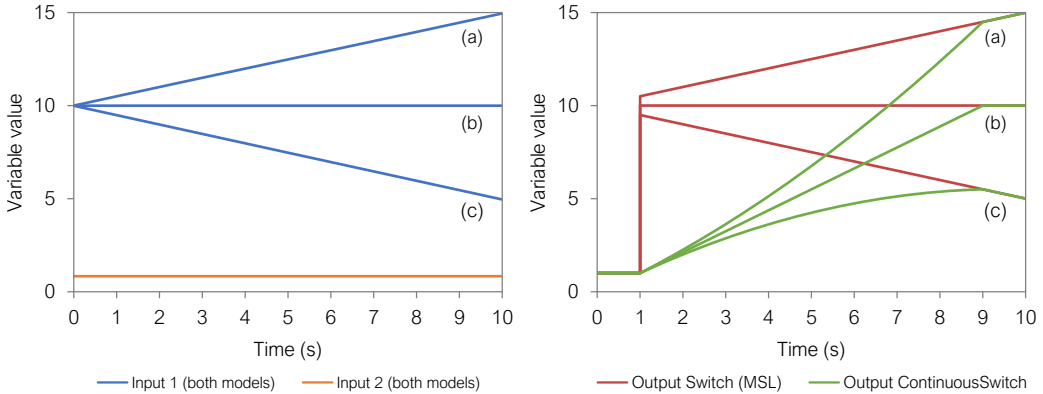 15
10
5
0
Variable value
(a)
(b)
(c)
0 1 2 3 4 5 6 7 8 9 10
Time (s)
Input 1 (both models) Input 2 (both models)
15
10
5
0
Variable value
(a)
(b)
(c)
0 1 2 3 4 5 6 7 8 9 10
Time (s)
Output Switch (MSL) Output ContinuousSwitch